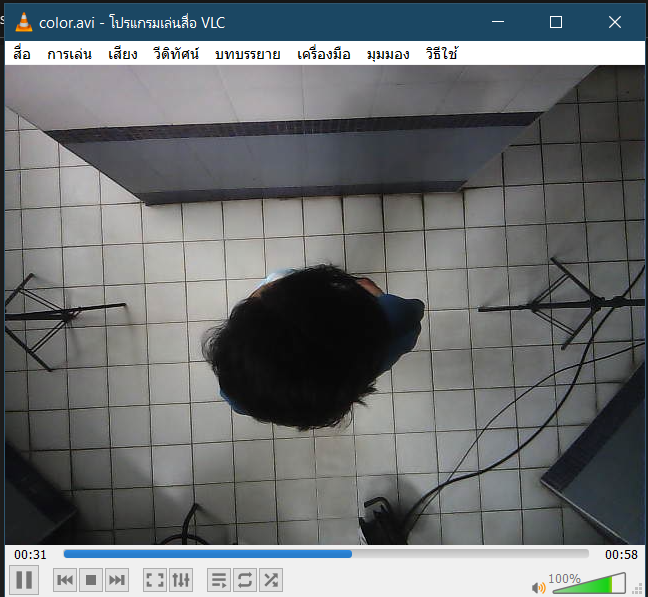 color.avi - โปรแกรมเล่นสื่อ VLC
สื่อ การเล่น เสียง วีดิทัศน์ บทบรรยาย เครื่องมือ มุมมอง วิธีใช้
00:31 00:58
100%